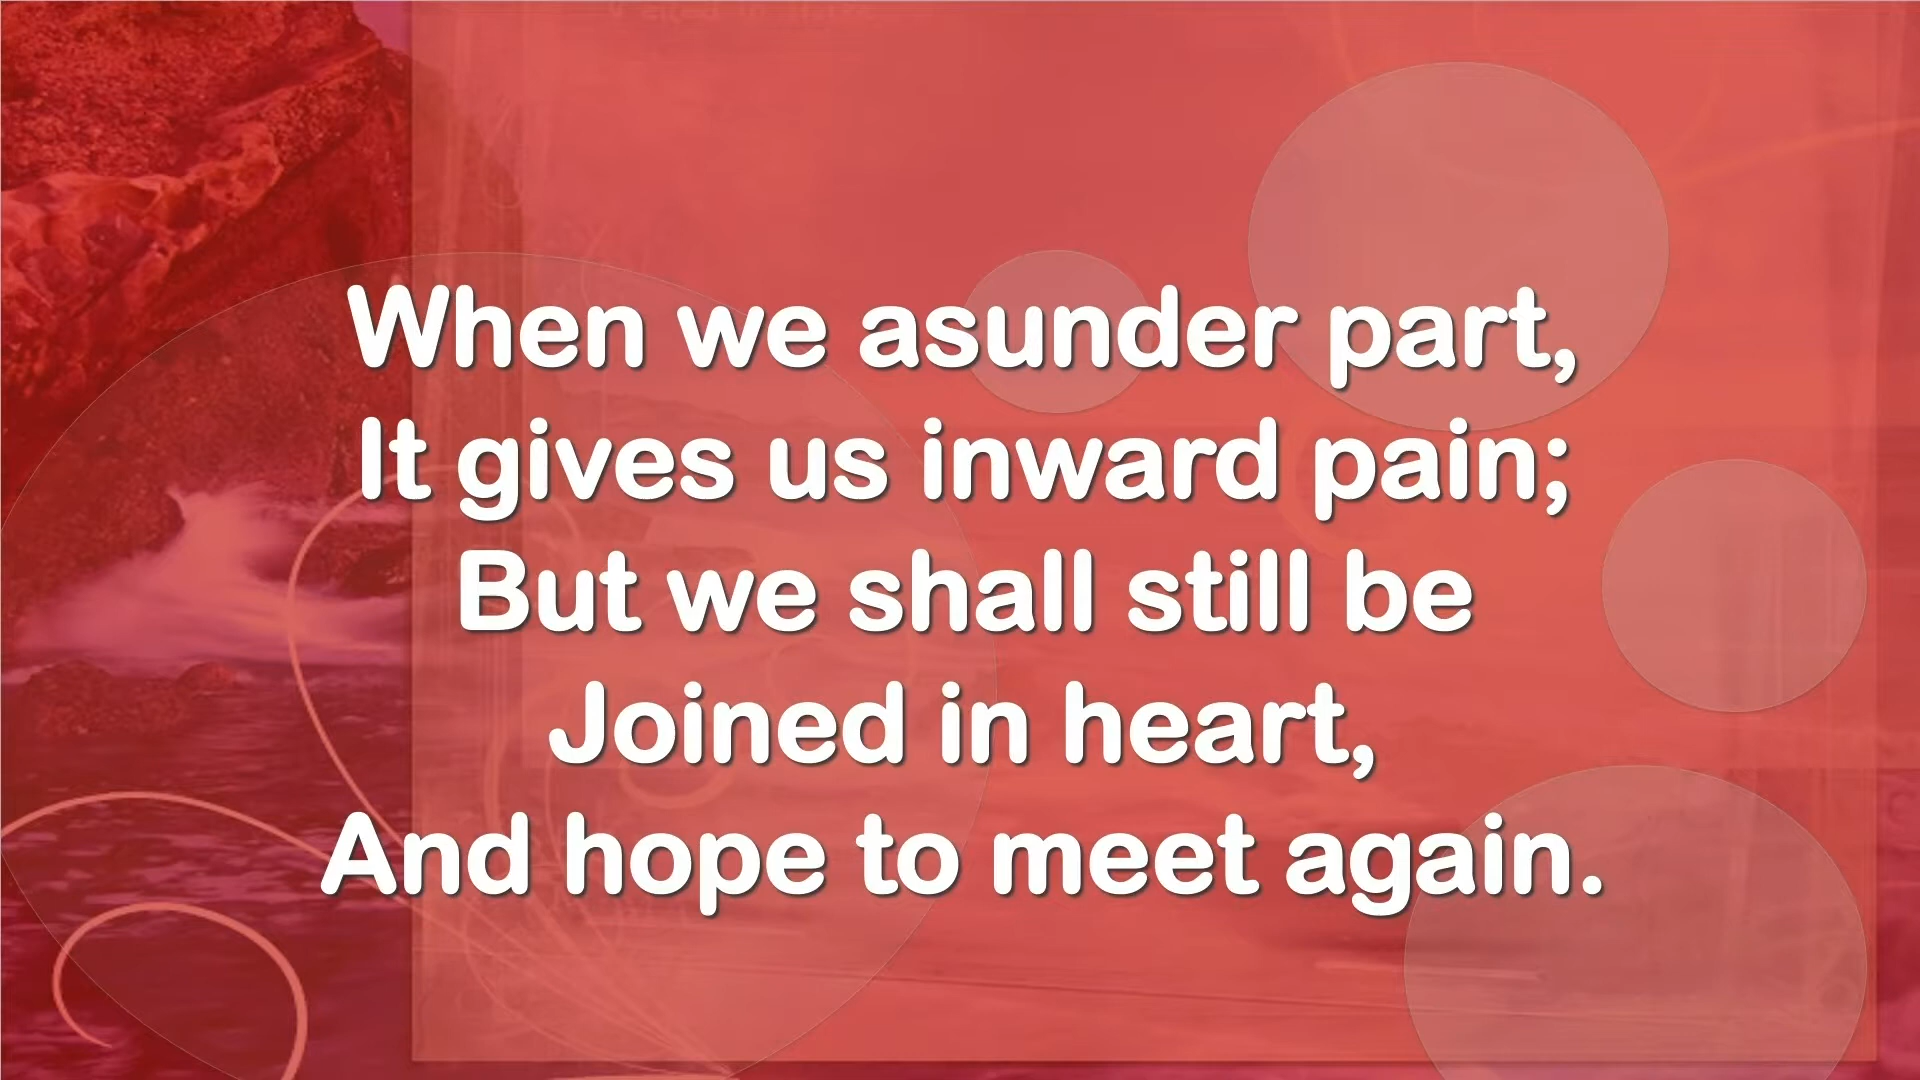 When we asunder part,
It gives us inward pain;
But we shall still be
Joined in heart,
And hope to meet again.